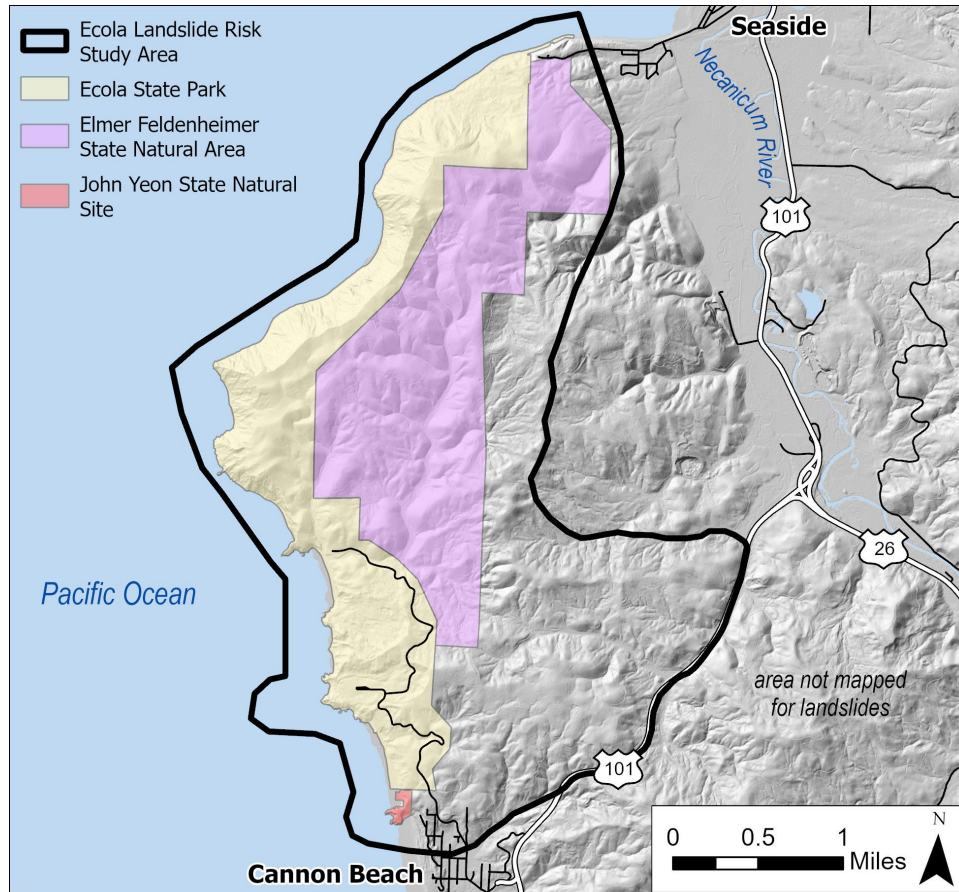 Ecola Landslide Risk
Study Area
Ecola State Park
Elmer Feldenheimer
State Natural Area
John Yeon State Natural
Site
Seaside
Necanicum River
101
26
Pacific Ocean
area not mapped
for landslides
101
Cannon Beach
N
0 0.5 1
Miles